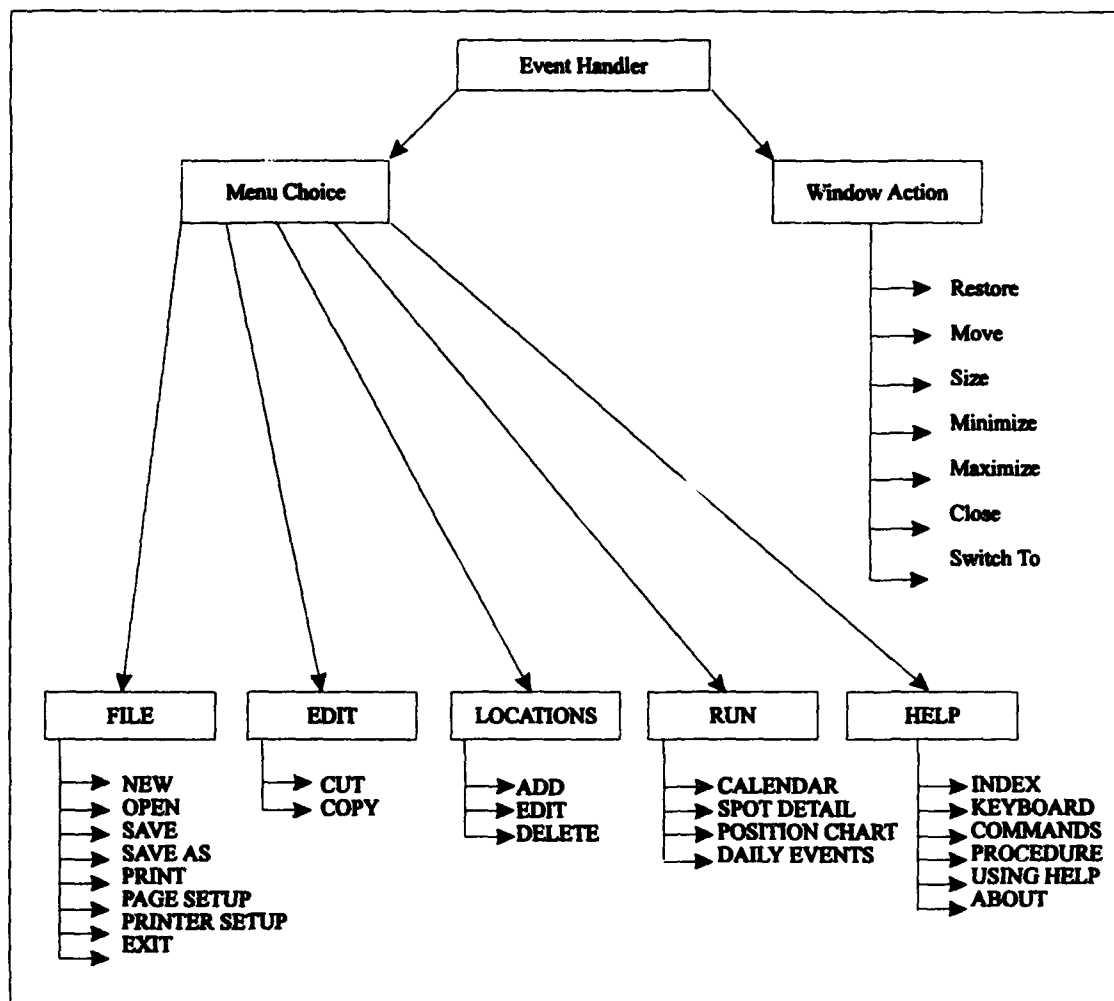 Event Handler
Menu Choice
Window Action
Restore
Move
Size
Minimize
Maximize
Close
Switch To
FILE
EDIT
LOCATIONS
RUN
HELP
NEW
OPEN
SAVE
SAVE AS
PRINT
PAGE SETUP
PRINTER SETUP
EXIT
CUT
COPY
ADD
EDIT
DELETE
CALENDAR
SPOT DETAIL
POSITION CHART
DAILY EVENTS
INDEX
KEYBOARD
COMMANDS
PROCEDURE
USING HELP
ABOUT